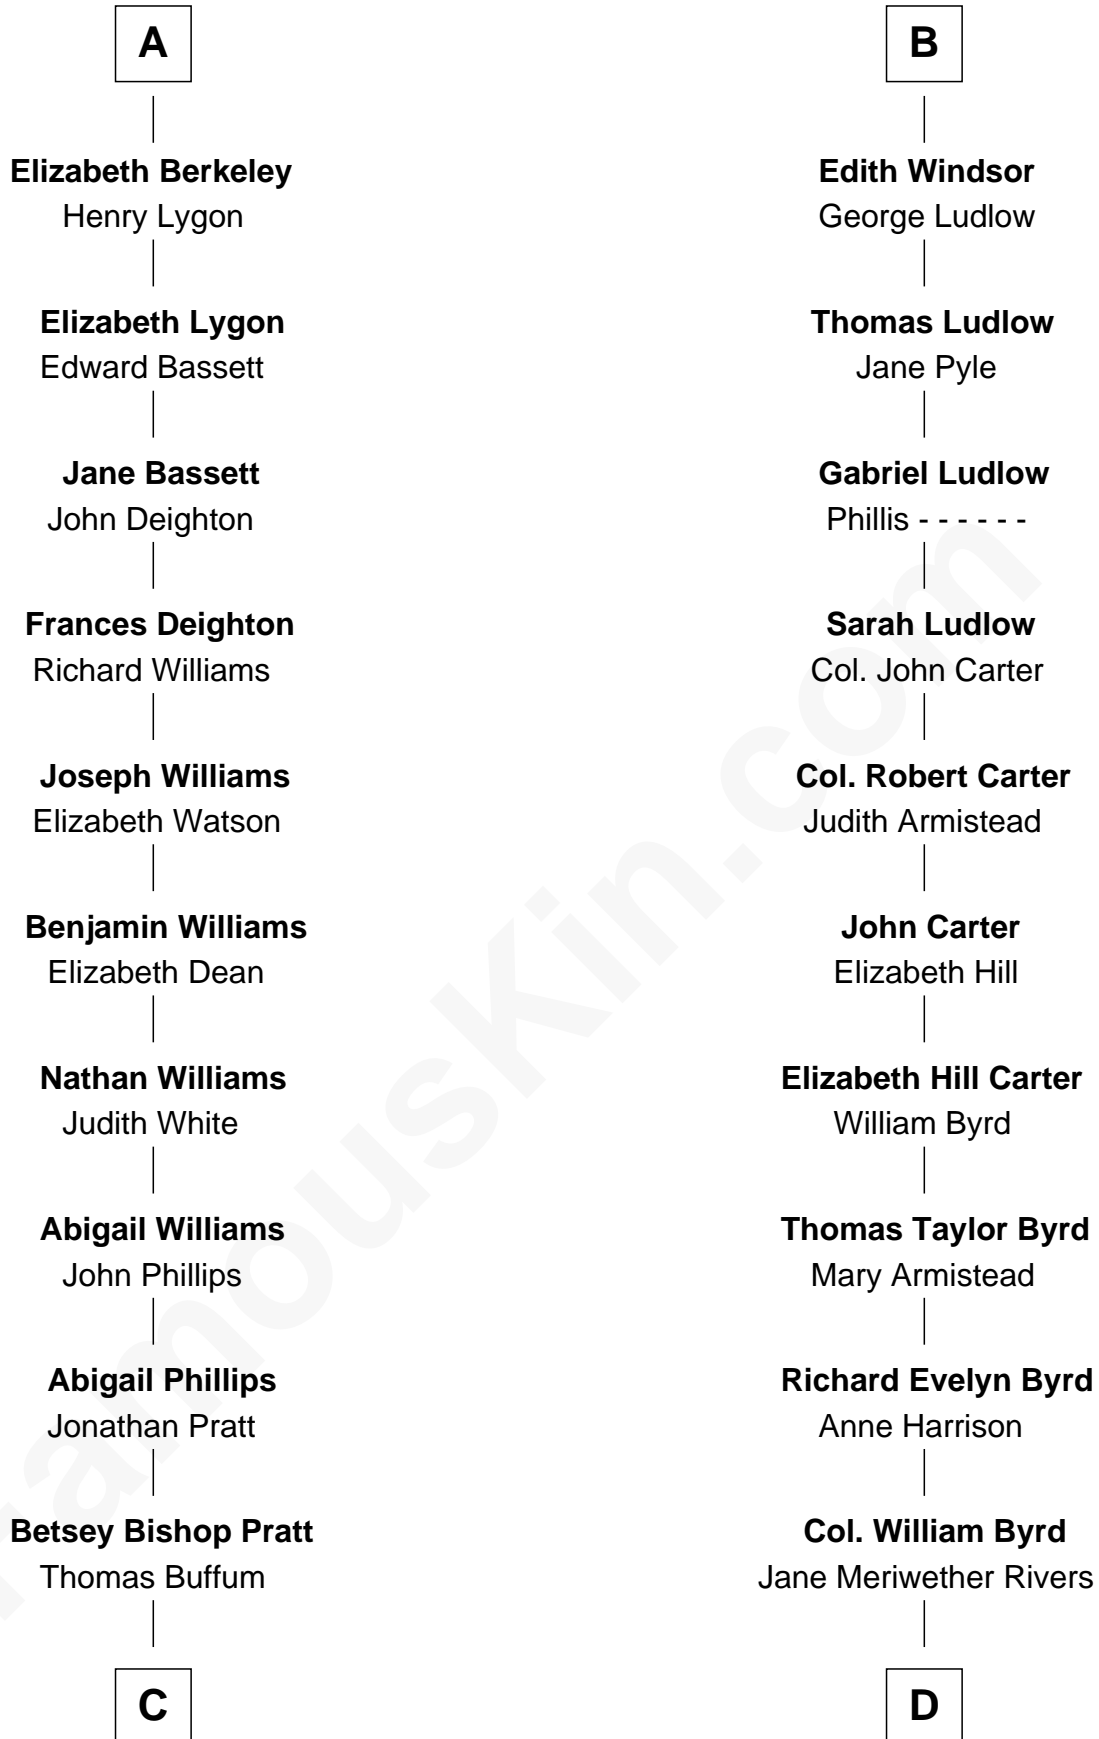 A
Elizabeth Berkeley
Henry Lygon
Elizabeth Lygon
Edward Bassett
Jane Bassett
John Deighton
Frances Deighton
Richard Williams
Joseph Williams
Elizabeth Watson
Benjamin Williams
Elizabeth Dean
Nathan Williams
Judith White
Abigail Williams
John Phillips
Abigail Phillips
Jonathan Pratt
Betsey Bishop Pratt
Thomas Buffum
C
B
Edith Windsor
George Ludlow
Thomas Ludlow
Jane Pyle
Gabriel Ludlow
Phillis - - - - - -
Sarah Ludlow
Col. John Carter
Col. Robert Carter
Judith Armistead
John Carter
Elizabeth Hill
Elizabeth Hill Carter
William Byrd
Thomas Taylor Byrd
Mary Armistead
Richard Evelyn Byrd
Anne Harrison
Col. William Byrd
Jane Meriwether Rivers
D
FamousKin.com